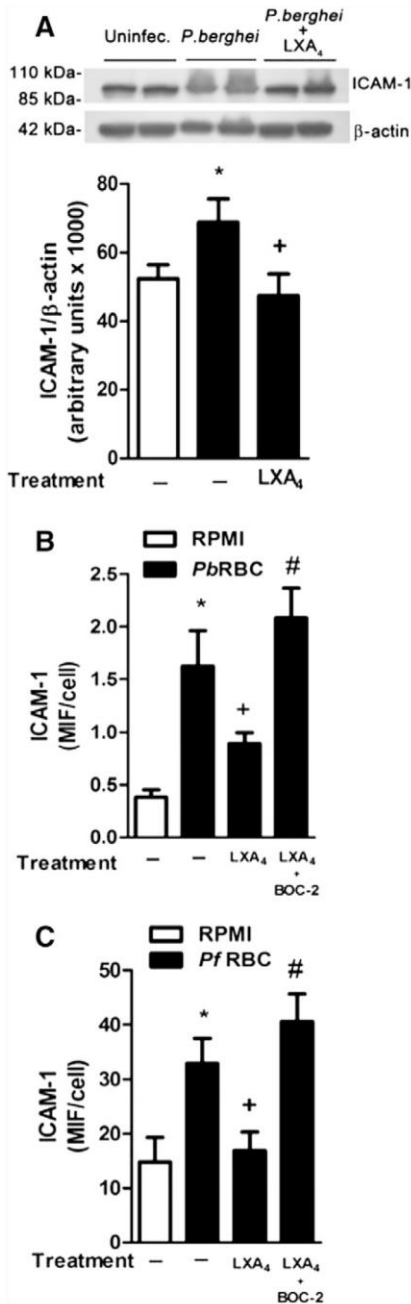 A
Uninfec. P.berghei P.berghei + LXA4
110 kDa-
85 kDa-
ICAM-1
42 kDa-
β-actin
ICAM-1/β-actin
(arbitrary units x 1000)
80
60
40
20
0
*
+
Treatment – – LXA4
B
RPMI
PbRBC
ICAM-1
(MIF/cell)
2.5
2.0
1.5
1.0
0.5
0.0
*
+
#
Treatment – – LXA4 LXA4 + BOC-2
C
RPMI
Pf RBC
ICAM-1
(MIF/cell)
50
40
30
20
10
0
*
+
#
Treatment – – LXA4 LXA4 + BOC-2